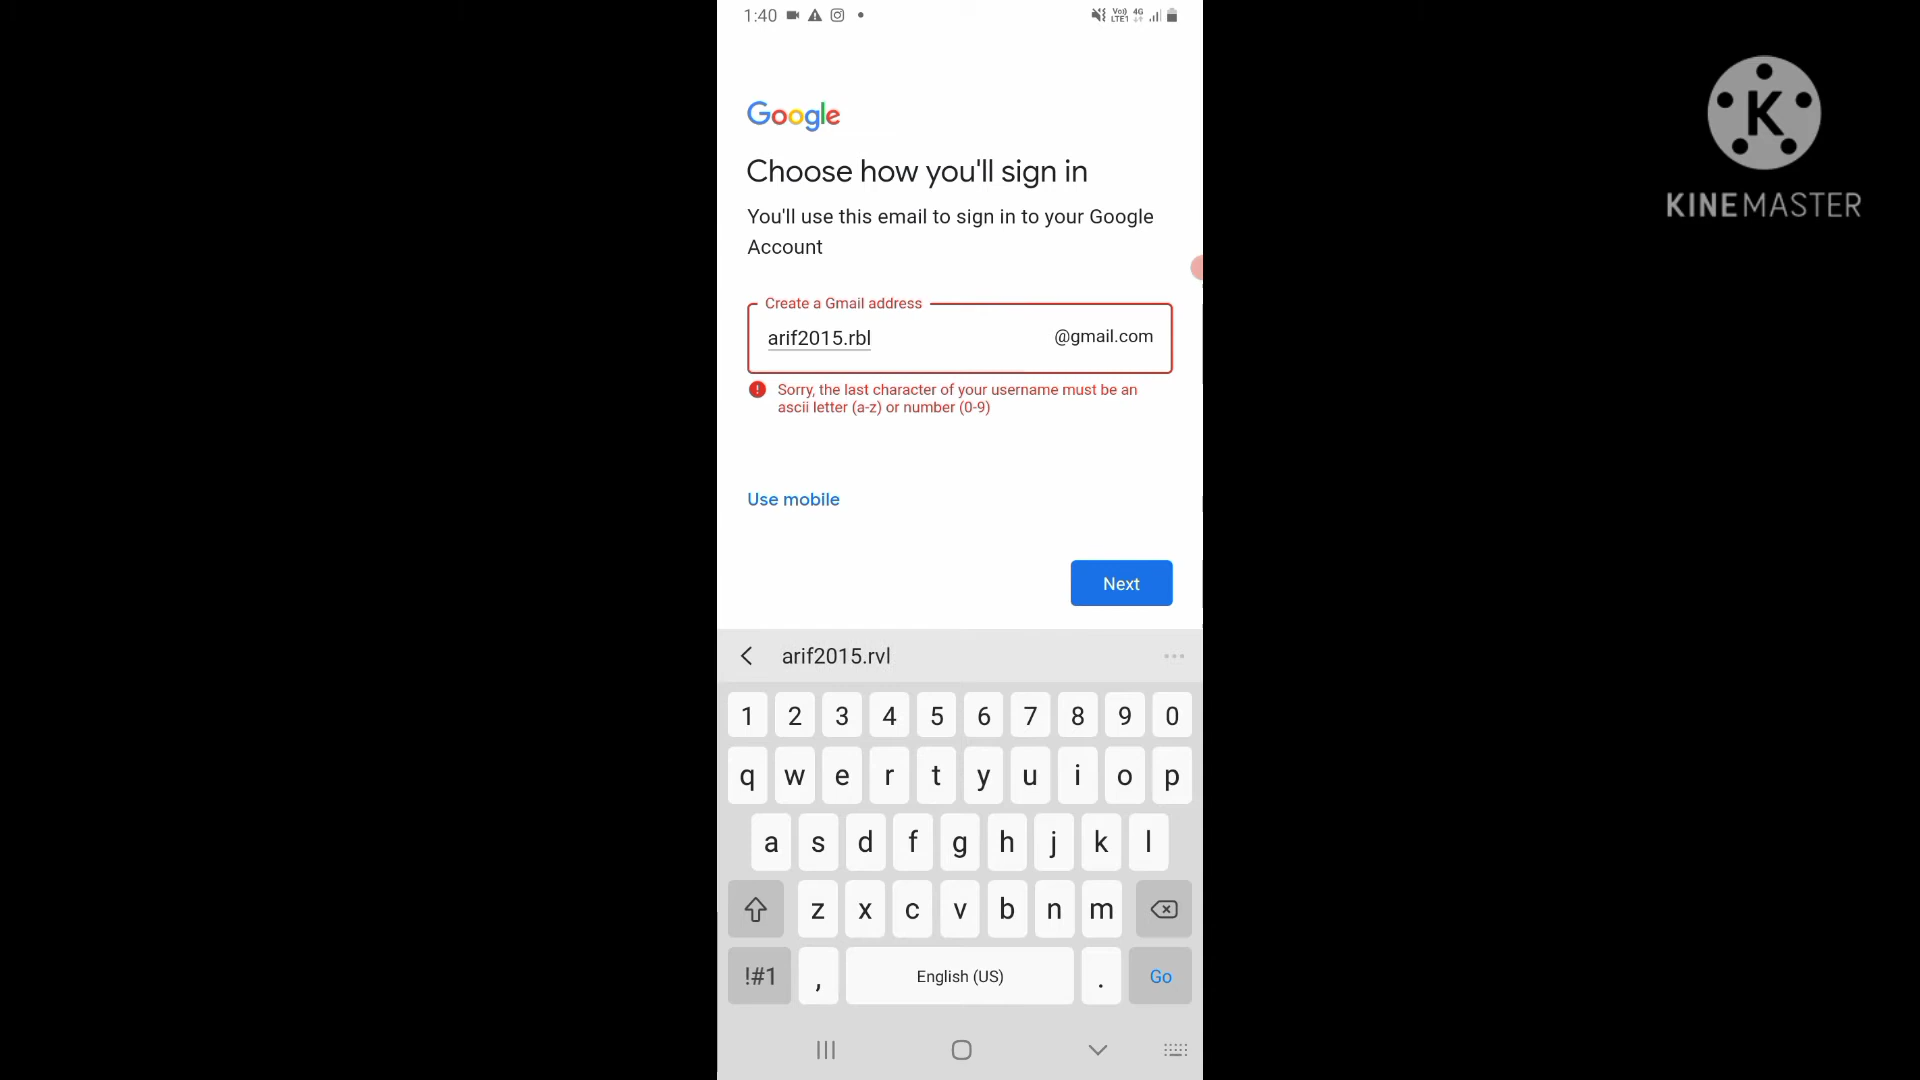 1:40
Vo)) 4G
LTE1
K
KINEMASTER
Google
Choose how you'll sign in
You'll use this email to sign in to your Google
Account
Create a Gmail address
arif2015.rbl @gmail.com
Sorry, the last character of your username must be an
ascii letter (a-z) or number (0-9)
Use mobile
Next
arif2015.rvl
1 2 3 4 5 6 7 8 9 0
q w e r t y u i o p
a s d f g h j k l
z x c v b n m
!#1 , English (US) . Go